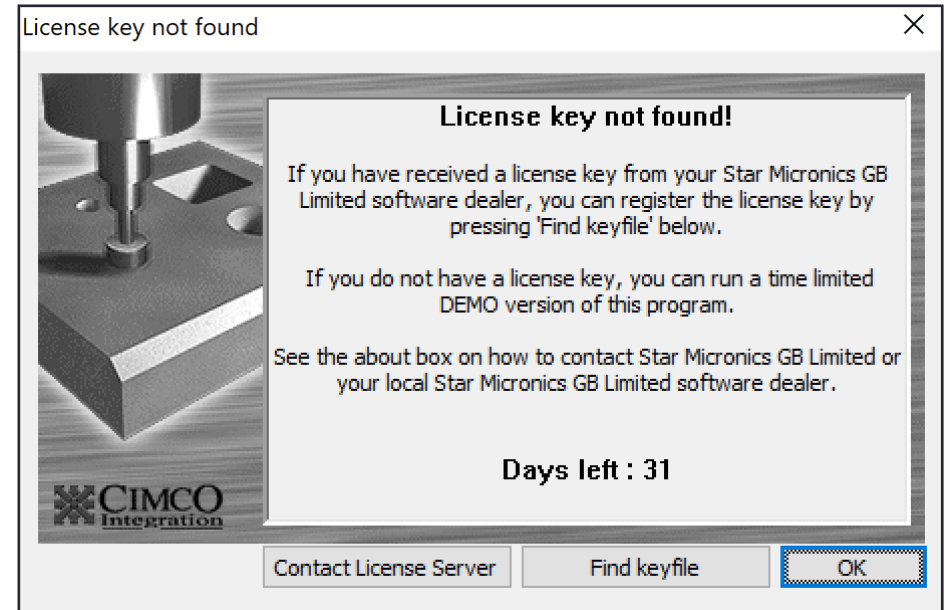 License key not found
License key not found!
If you have received a license key from your Star Micronics GB
Limited software dealer, you can register the license key by
pressing 'Find keyfile' below.
If you do not have a license key, you can run a time limited
DEMO version of this program.
See the about box on how to contact Star Micronics GB Limited or
your local Star Micronics GB Limited software dealer.
Days left : 31
CIMCO
Integration
Contact License Server
Find keyfile
OK